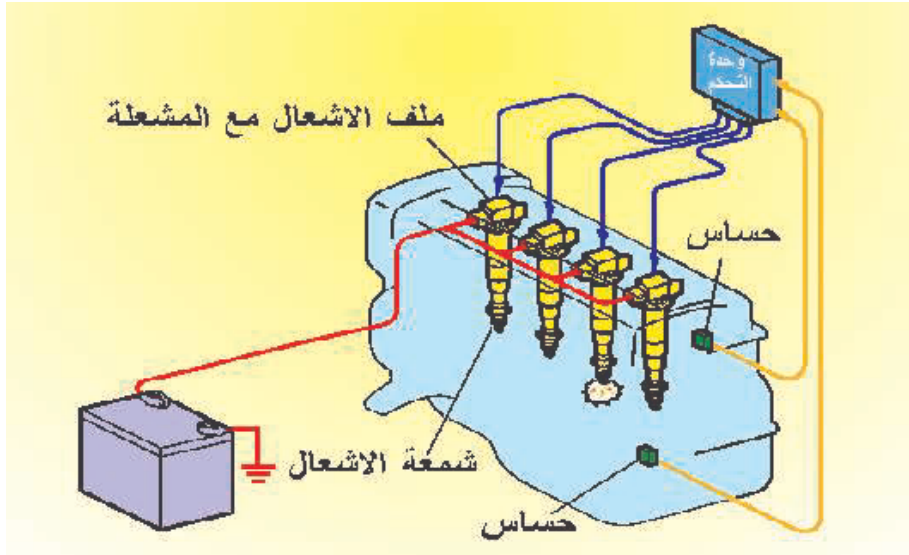 وحدة
التحكم
ملف الاشعال مع المشعلة
حساس
شمعة الاشعال
حساس